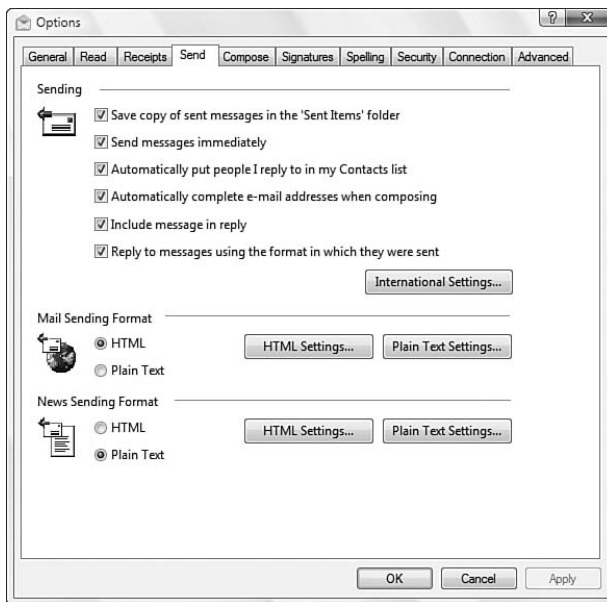 Options
General Read Receipts Send Compose Signatures Spelling Security Connection Advanced
Sending
Save copy of sent messages in the 'Sent Items' folder
Send messages immediately
Automatically put people I reply to in my Contacts list
Automatically complete e-mail addresses when composing
Include message in reply
Reply to messages using the format in which they were sent
International Settings...
Mail Sending Format
HTML HTML Settings... Plain Text Settings...
Plain Text
News Sending Format
HTML HTML Settings... Plain Text Settings...
Plain Text
OK Cancel Apply